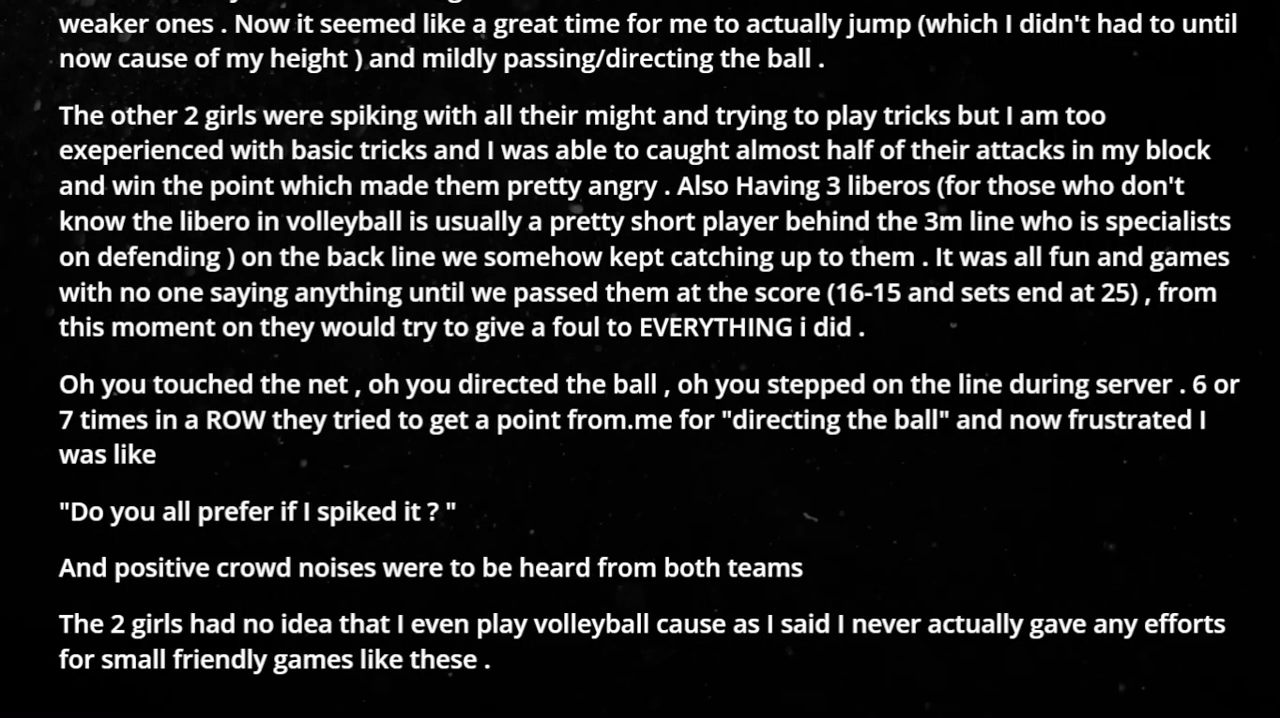 weaker ones . Now it seemed like a great time for me to actually jump (which I didn't had to until
now cause of my height ) and mildly passing/directing the ball .
The other 2 girls were spiking with all their might and trying to play tricks but I am too
exeperienced with basic tricks and I was able to caught almost half of their attacks in my block
and win the point which made them pretty angry . Also Having 3 liberos (for those who don't
know the libero in volleyball is usually a pretty short player behind the 3m line who is specialists
on defending ) on the back line we somehow kept catching up to them . It was all fun and games
with no one saying anything until we passed them at the score (16-15 and sets end at 25) , from
this moment on they would try to give a foul to EVERYTHING i did .
Oh you touched the net , oh you directed the ball , oh you stepped on the line during server . 6 or
7 times in a ROW they tried to get a point from.me for "directing the ball" and now frustrated I
was like
"Do you all prefer if I spiked it ? "
And positive crowd noises were to be heard from both teams
The 2 girls had no idea that I even play volleyball cause as I said I never actually gave any efforts
for small friendly games like these .